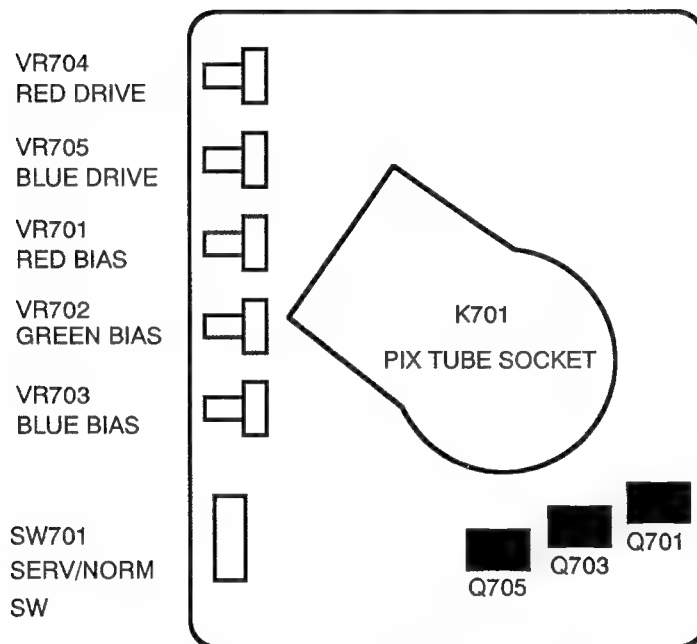 VR704
RED DRIVE
VR705
BLUE DRIVE
VR701
RED BIAS
VR702
GREEN BIAS
VR703
BLUE BIAS
SW701
SERV/NORM
SW
K701
PIX TUBE SOCKET
Q705
Q703
Q701